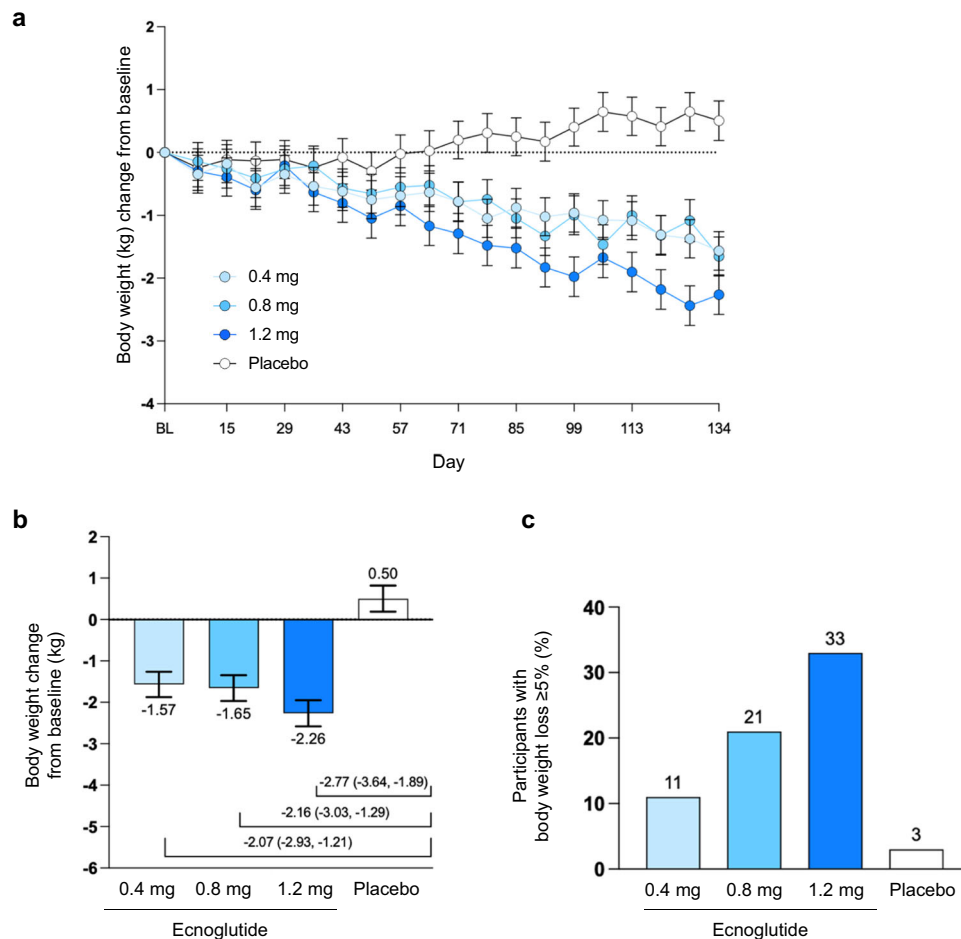 a
Body weight (kg) change from baseline
2
1
0
-1
-2
-3
-4
0.4 mg
0.8 mg
1.2 mg
Placebo
BL 15 29 43 57 71 85 99 113 134
Day
b
Body weight change
from baseline (kg)
2
1
0
-1
-2
-3
-4
-5
-6
0.50
-1.57
-1.65
-2.26
-2.77 (-3.64, -1.89)
-2.16 (-3.03, -1.29)
-2.07 (-2.93, -1.21)
0.4 mg 0.8 mg 1.2 mg Placebo
Ecnoglutide
c
Participants with
body weight loss ≥5% (%)
40
30
20
10
0
11
21
33
3
0.4 mg 0.8 mg 1.2 mg Placebo
Ecnoglutide